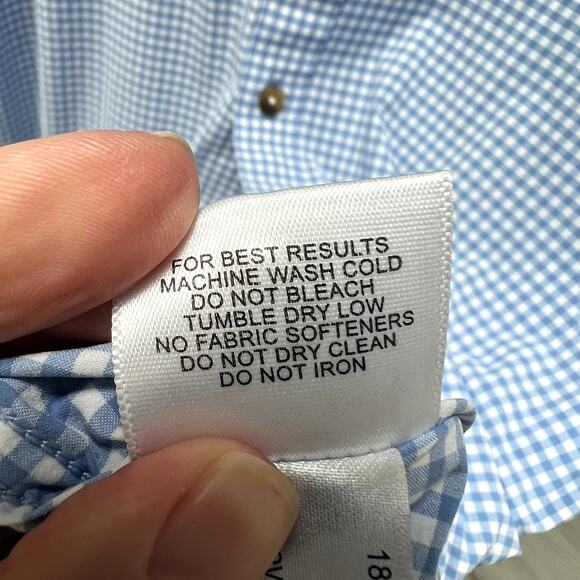 FOR BEST RESULTS
MACHINE WASH COLD
DO NOT BLEACH
TUMBLE DRY LOW
NO FABRIC SOFTENERS
DO NOT DRY CLEAN
DO NOT IRON
18